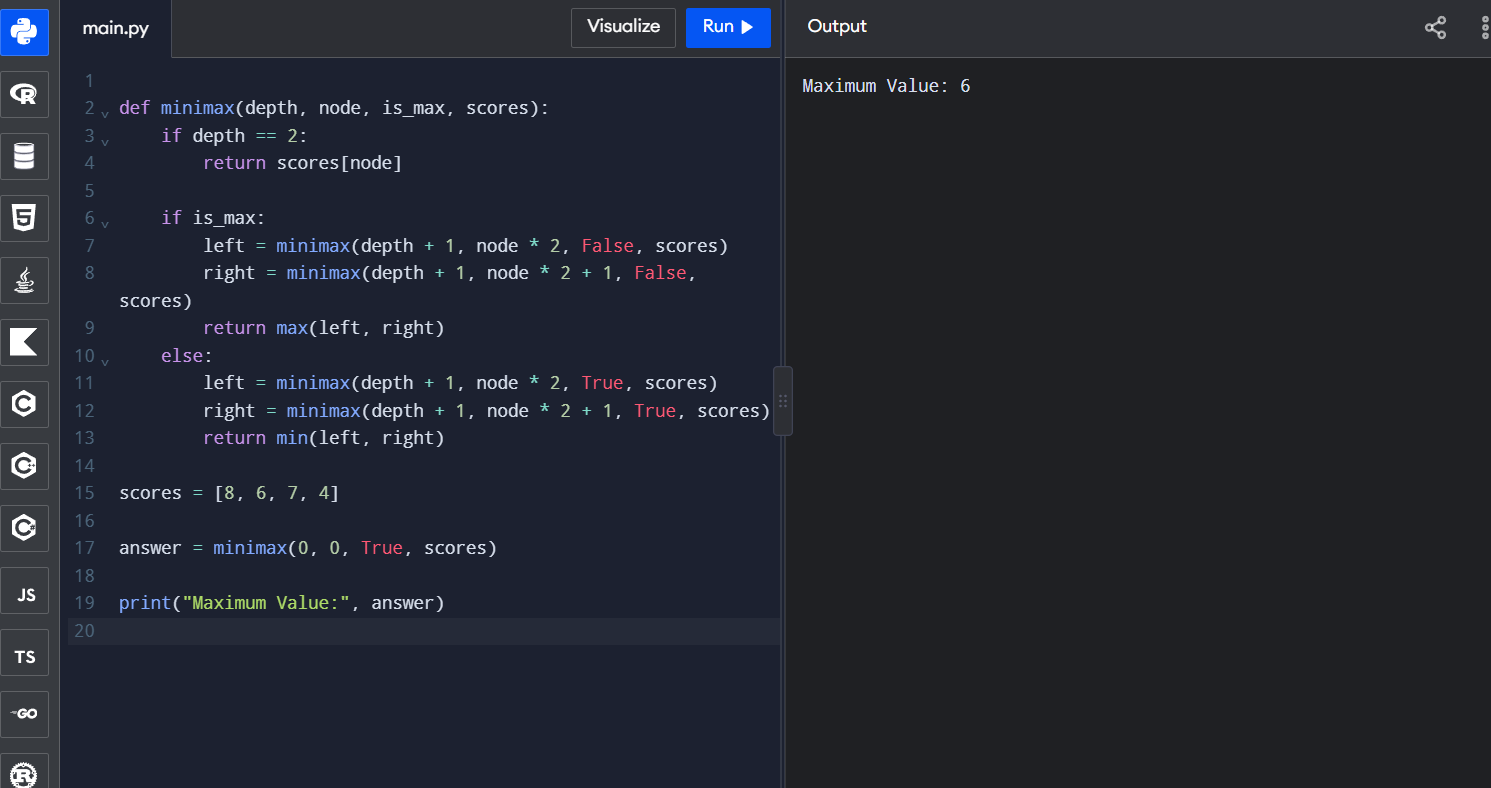 main.py
Visualize
Run
Output
1
2 def minimax(depth, node, is_max, scores):
3     if depth == 2:
4         return scores[node]
5
6     if is_max:
7         left = minimax(depth + 1, node * 2, False, scores)
8         right = minimax(depth + 1, node * 2 + 1, False,
scores)
9         return max(left, right)
10     else:
11         left = minimax(depth + 1, node * 2, True, scores)
12         right = minimax(depth + 1, node * 2 + 1, True, scores)
13         return min(left, right)
14
15 scores = [8, 6, 7, 4]
16
17 answer = minimax(0, 0, True, scores)
18
19 print("Maximum Value:", answer)
20
Maximum Value: 6
R
5
C
C++
C#
JS
TS
GO
R